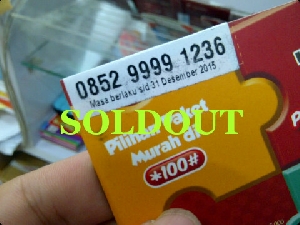 0852 9999 1236
Masa berlaku s/d 31 Desember 2015
SOLDOUT
Pilihan Paket
Murah di
*100#